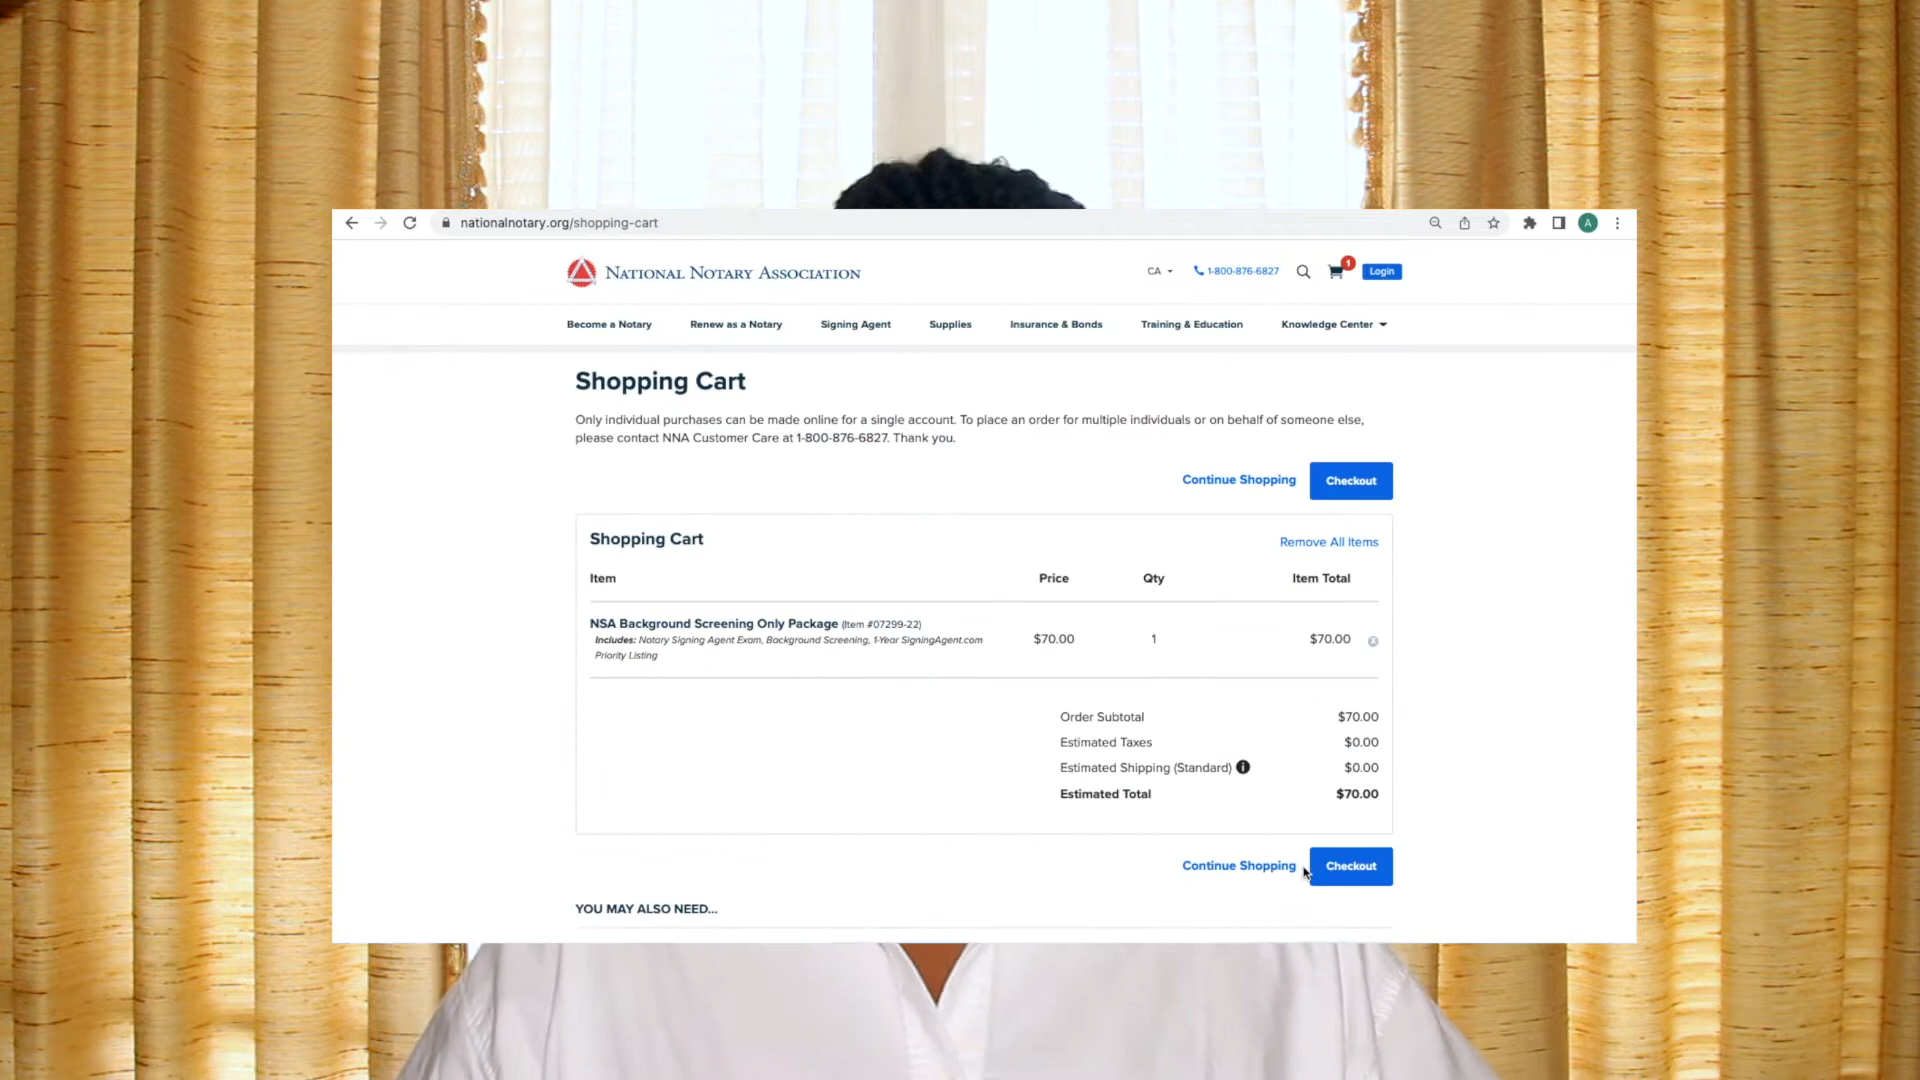 nationalnotary.org/shopping-cart
A
NATIONAL NOTARY ASSOCIATION
CA
1-800-876-6827
1
Login
Become a Notary
Renew as a Notary
Signing Agent
Supplies
Insurance & Bonds
Training & Education
Knowledge Center
Shopping Cart
Only individual purchases can be made online for a single account. To place an order for multiple individuals or on behalf of someone else,
please contact NNA Customer Care at 1-800-876-6827. Thank you.
Continue Shopping
Checkout
Shopping Cart
Remove All Items
Item Price Qty Item Total
NSA Background Screening Only Package (Item #07299-22)
Includes: Notary Signing Agent Exam, Background Screening, 1-Year SigningAgent.com
Priority Listing
$70.00 1 $70.00
Order Subtotal $70.00
Estimated Taxes $0.00
Estimated Shipping (Standard) $0.00
Estimated Total $70.00
Continue Shopping
Checkout
YOU MAY ALSO NEED...